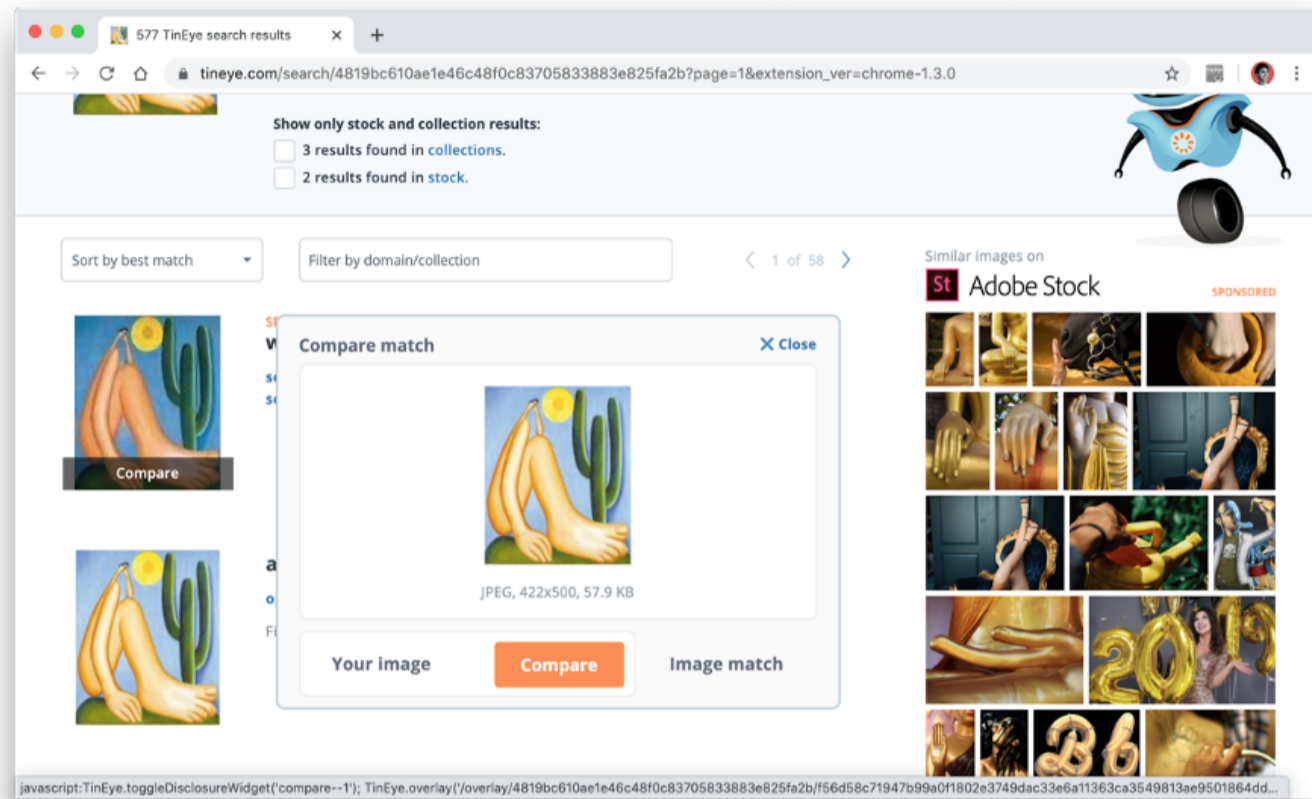 577 TinEye search results
tineye.com/search/4819bc610ae1e46c48f0c83705833883e825fa2b?page=1&extension_ver=chrome-1.3.0
Show only stock and collection results:
3 results found in collections.
2 results found in stock.
Sort by best match
Filter by domain/collection
1 of 58
Similar images on
St Adobe Stock
SPONSORED
Compare match
Close
Compare
JPEG, 422x500, 57.9 KB
Your image
Compare
Image match
2019
B6
javascript:TinEye.toggleDisclosureWidget('compare--1'); TinEye.overlay('/overlay/4819bc610ae1e46c48f0c83705833883e825fa2b/f56d58c71947b99a0f1802e3749dac33e6a11363ca3549813ae9501864dd...